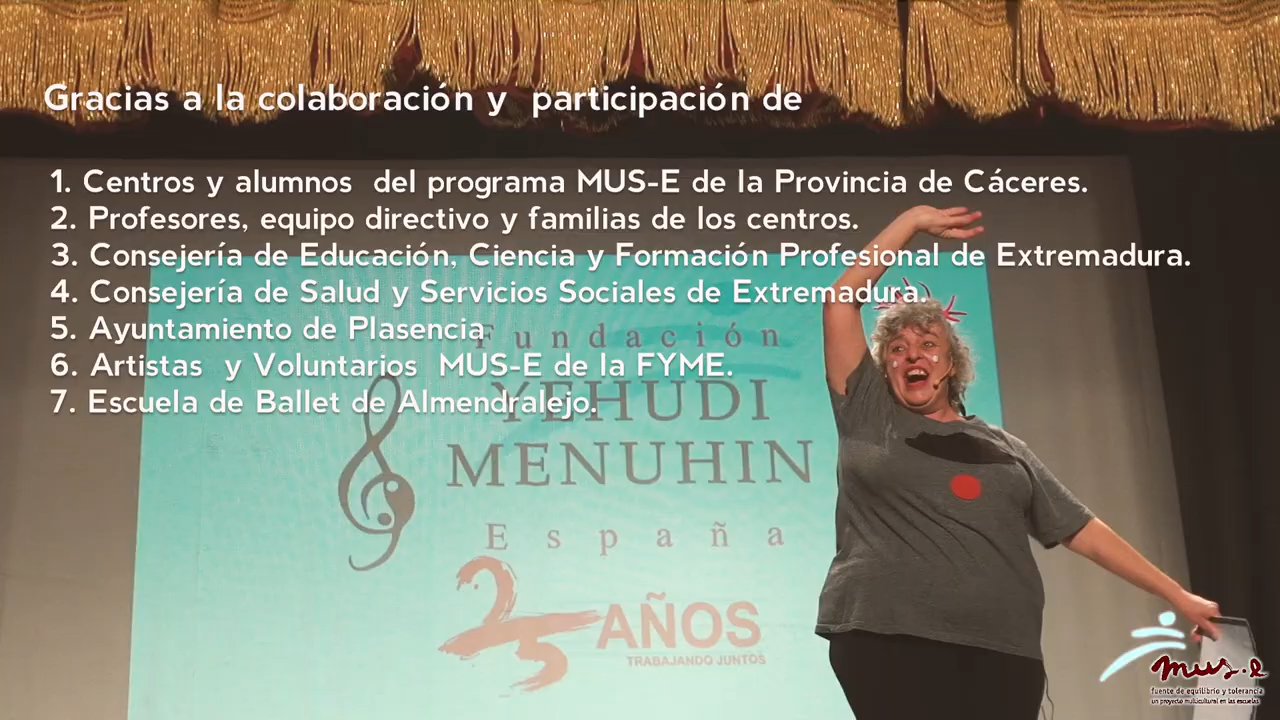 Gracias a la colaboración y participación de
1. Centros y alumnos del programa MUS-E de la Provincia de Cáceres.
2. Profesores, equipo directivo y familias de los centros.
3. Consejería de Educación, Ciencia y Formación Profesional de Extremadura.
4. Consejería de Salud y Servicios Sociales de Extremadura.
5. Ayuntamiento de Plasencia
6. Artistas y Voluntarios MUS-E de la FYME.
7. Escuela de Ballet de Almendralejo.
Fundación
YEHUDI
MENUHIN
España
25 AÑOS
TRABAJANDO JUNTOS
mus-e
fuente de equilibrio y tolerancia
un proyecto multicultural en las escuelas